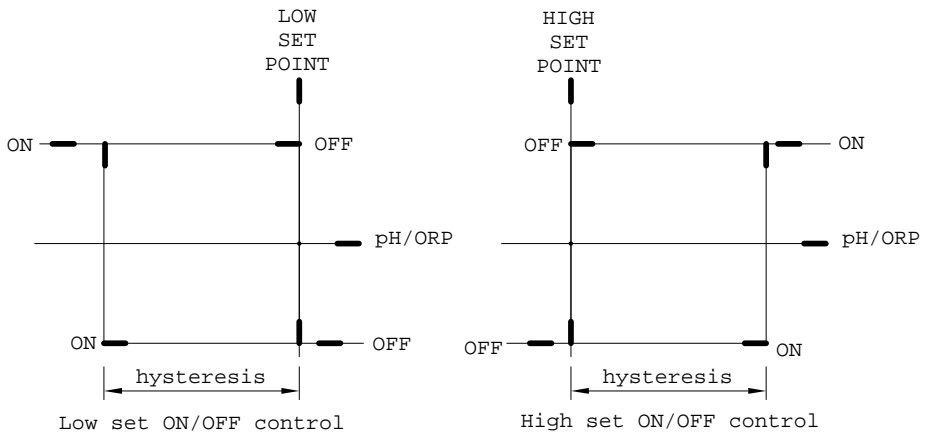 LOW
SET
POINT
ON
OFF
pH/ORP
ON
OFF
hysteresis
Low set ON/OFF control
HIGH
SET
POINT
OFF
ON
pH/ORP
OFF
ON
hysteresis
High set ON/OFF control